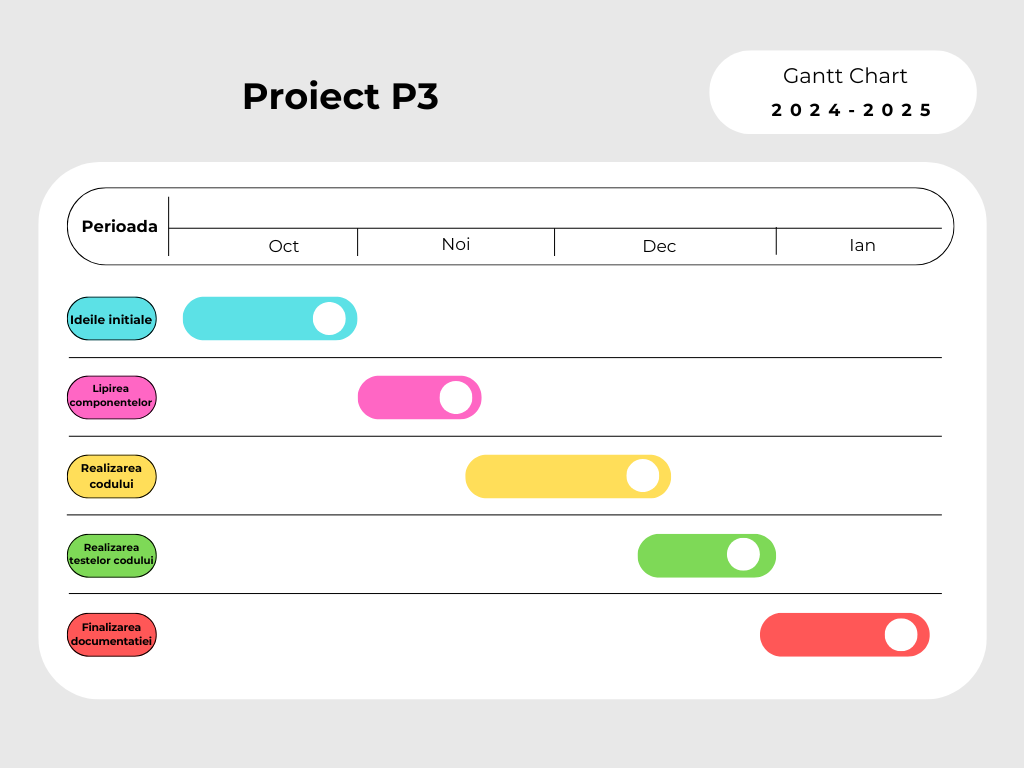 Proiect P3
Gantt Chart
2024-2025
Perioada
Oct
Noi
Dec
Ian
Ideile initiale
Lipirea
componentelor
Realizarea
codului
Realizarea
testelor codului
Finalizarea
documentatiei